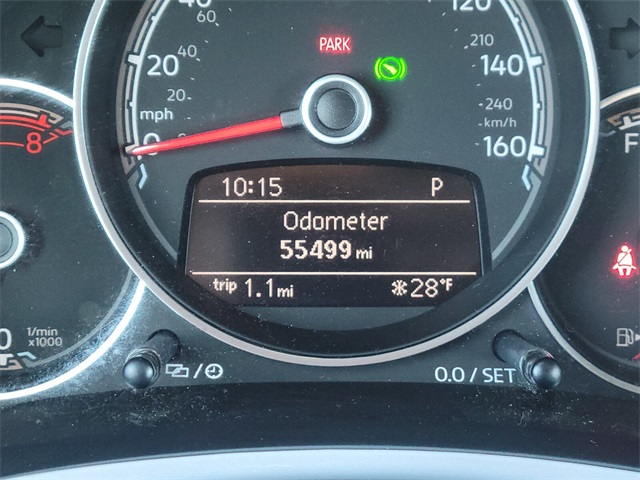 60
40
20
mph
20
0
PARK
120
210
140
240
km/h
160
8
10:15 P
Odometer
55499 mi
trip 1.1 mi *28°F
F
1/min
x1000
0
0.0 / SET